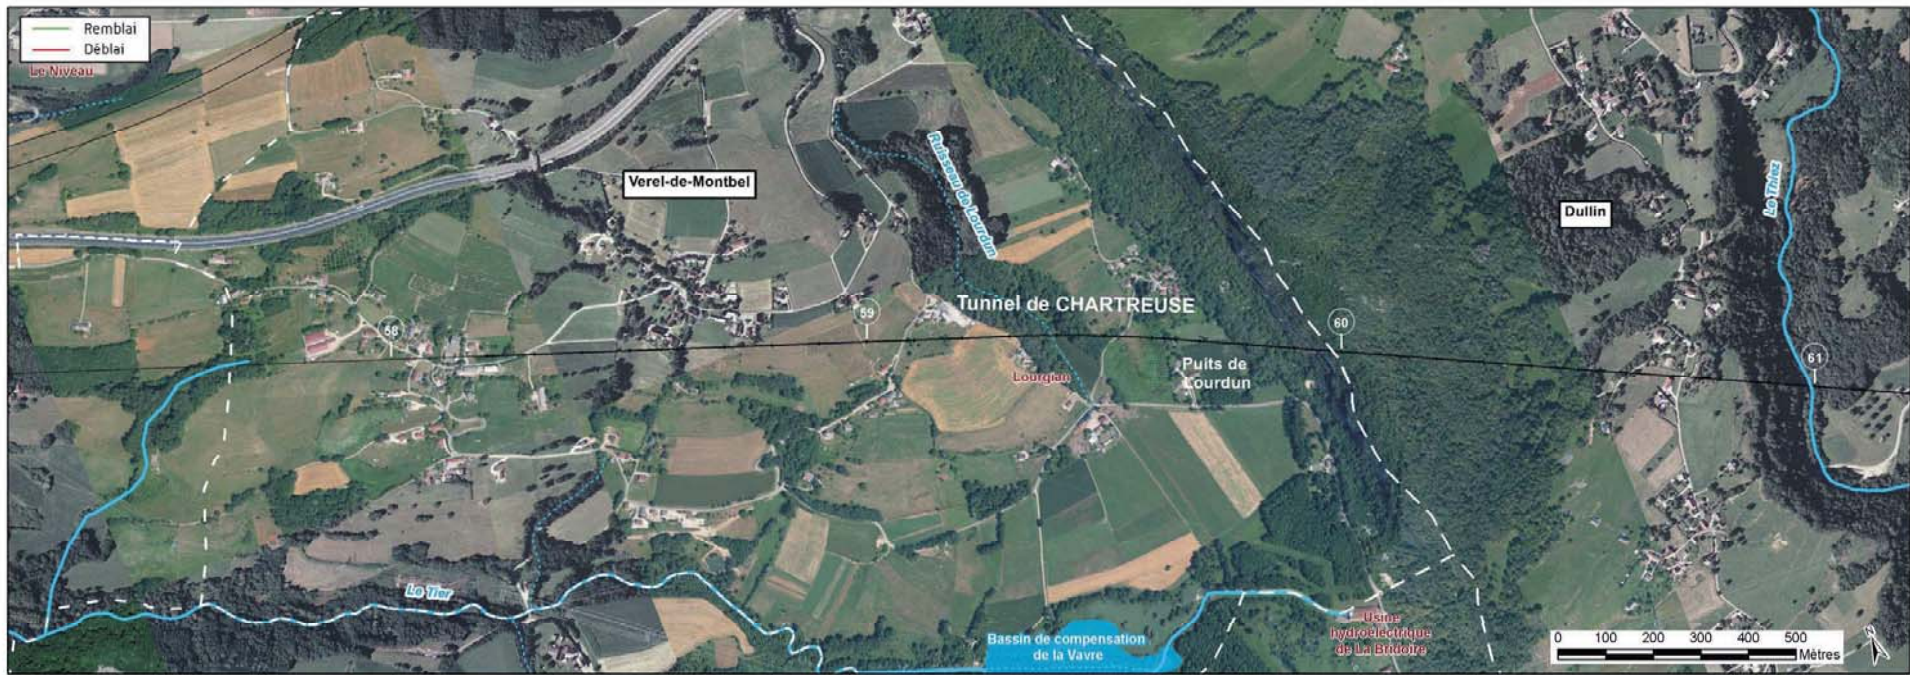 Remblai
Déblai
Le Niveau
Verel-de-Montbel
Ruisseau de Lourdun
Dullin
Le Thiez
Tunnel de CHARTREUSE
58
59
60
61
Puits de
Lourdun
Lourgian
Le Tier
Bassin de compensation
de la Vavre
Usine
hydroélectrique
de La Bridoire
0 100 200 300 400 500
Mètres
N